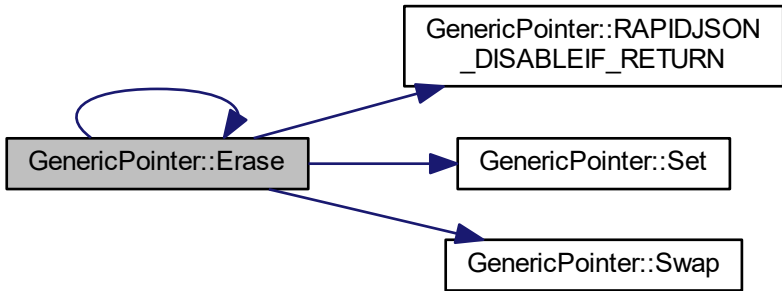 GenericPointer::RAPIDJSON
_DISABLEIF_RETURN
GenericPointer::Erase
GenericPointer::Set
GenericPointer::Swap